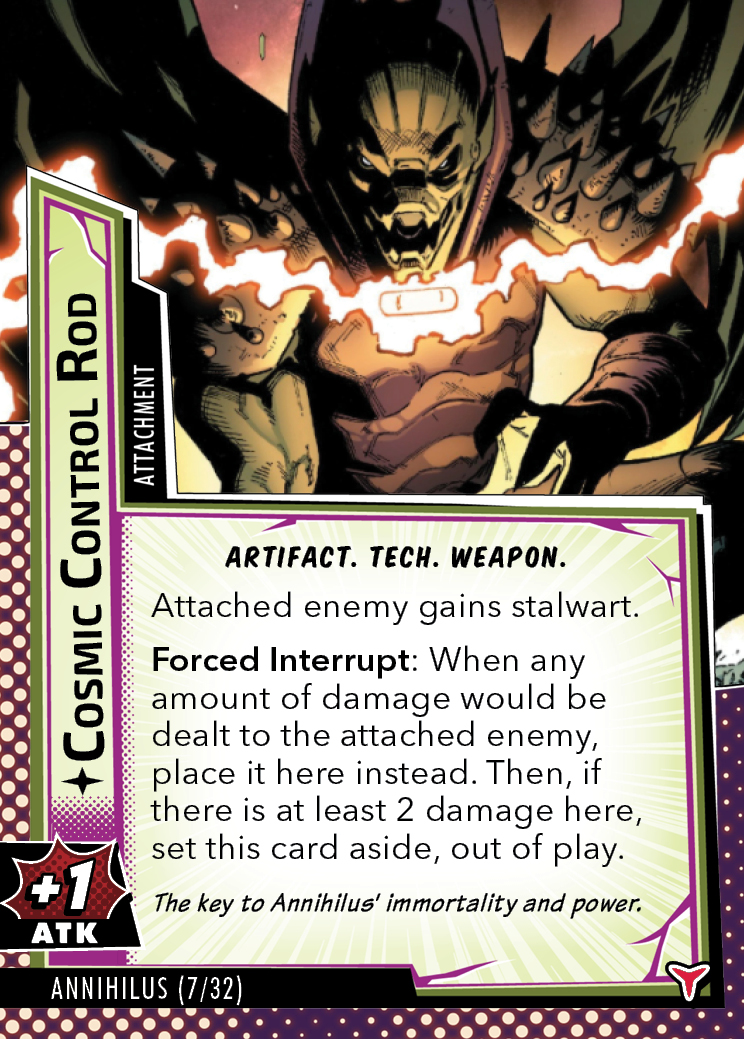 COSMIC CONTROL ROD
ATTACHMENT
ARTIFACT. TECH. WEAPON.
Attached enemy gains stalwart.
Forced Interrupt: When any
amount of damage would be
dealt to the attached enemy,
place it here instead. Then, if
there is at least 2 damage here,
set this card aside, out of play.
The key to Annihilus' immortality and power.
+1
ATK
ANNIHILUS (7/32)